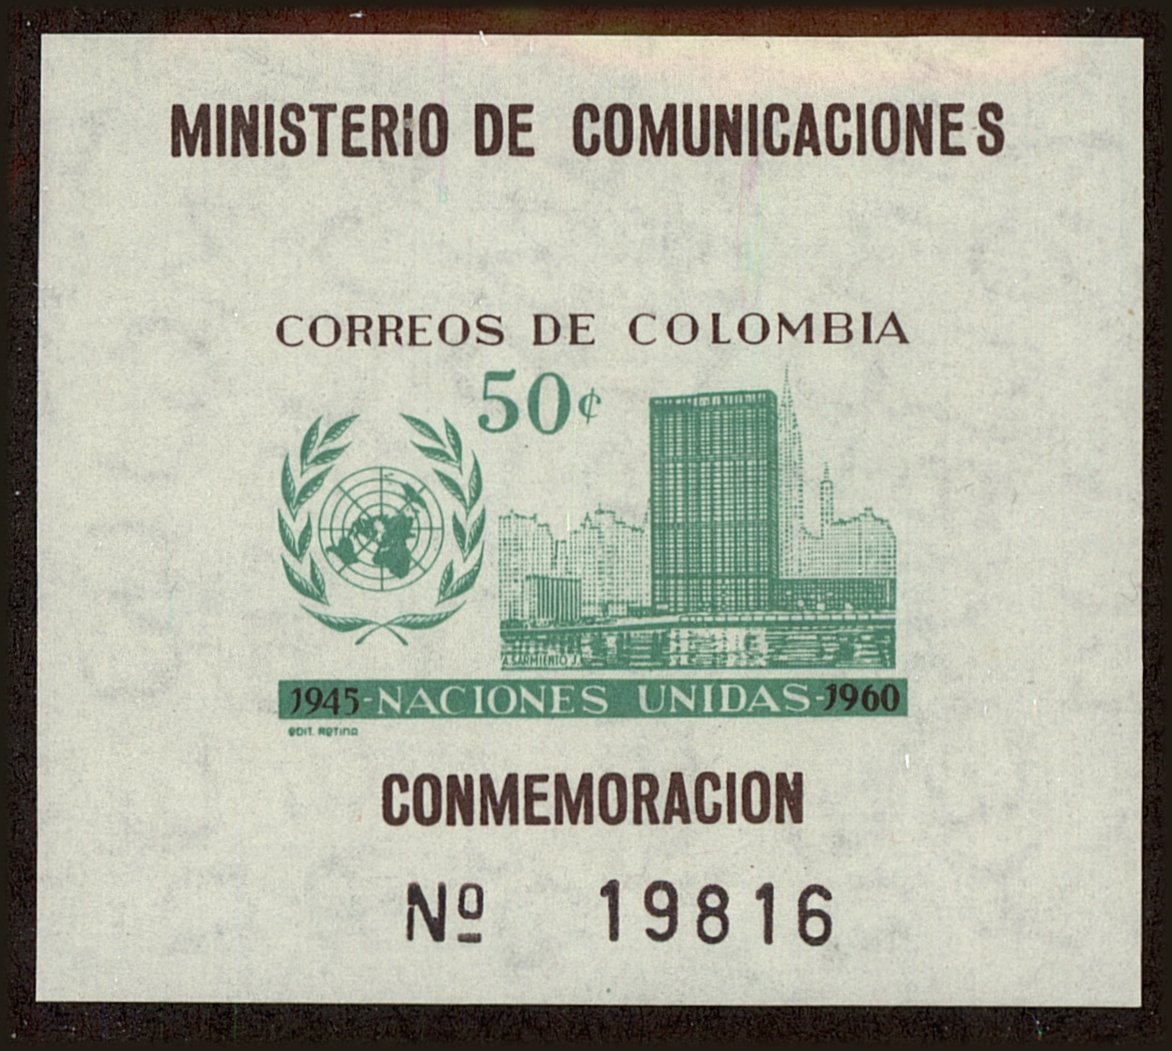 MINISTERIO DE COMUNICACIONES
CORREOS DE COLOMBIA
50¢
A. SARMIENTO J.
1945-NACIONES UNIDAS-1960
EDIT. RETINA
CONMEMORACION
Nº 19816